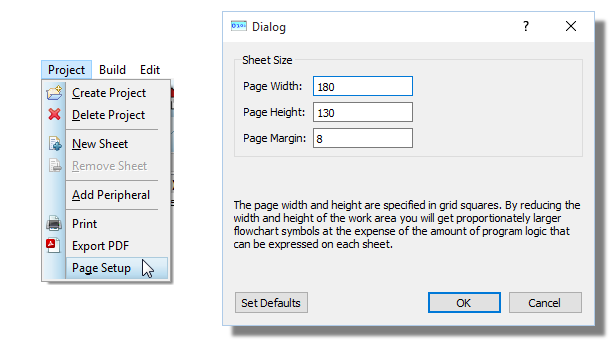 Project Build Edit
Create Project
Delete Project
New Sheet
Remove Sheet
Add Peripheral
Print
Export PDF
Page Setup
Dialog
?
Sheet Size
Page Width: 180
Page Height: 130
Page Margin: 8
The page width and height are specified in grid squares. By reducing the
width and height of the work area you will get proportionately larger
flowchart symbols at the expense of the amount of program logic that
can be expressed on each sheet.
Set Defaults OK Cancel